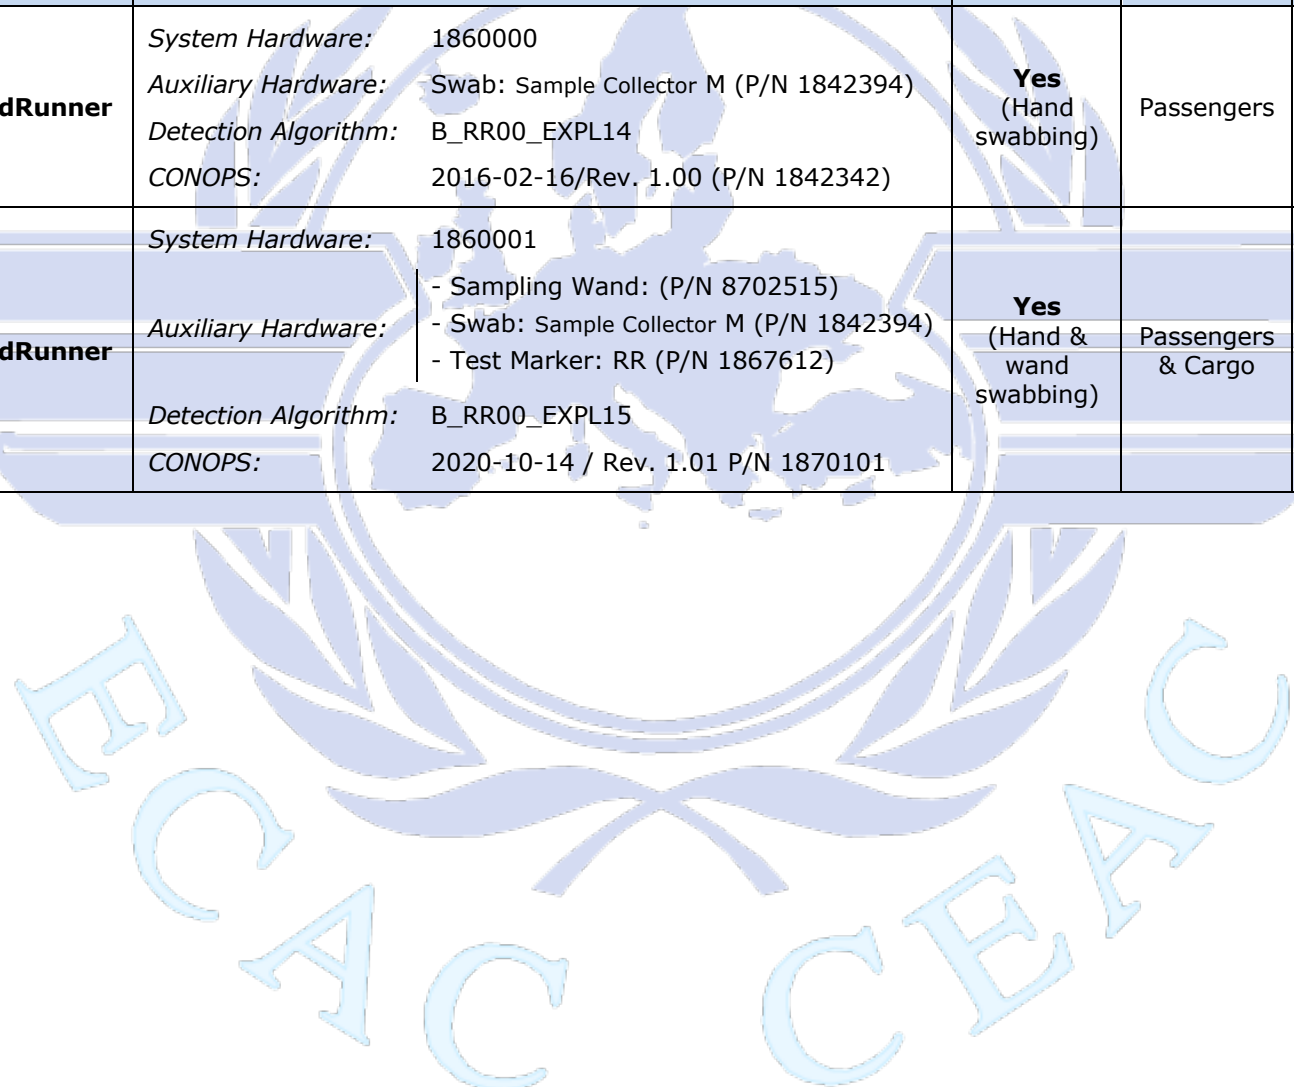 dRunner
System Hardware: 1860000
Auxiliary Hardware: Swab: Sample Collector M (P/N 1842394)
Detection Algorithm: B_RR00_EXPL14
CONOPS: 2016-02-16/Rev. 1.00 (P/N 1842342)
Yes
(Hand
swabbing)
Passengers
dRunner
System Hardware: 1860001
Auxiliary Hardware:
- Sampling Wand: (P/N 8702515)
- Swab: Sample Collector M (P/N 1842394)
- Test Marker: RR (P/N 1867612)
Detection Algorithm: B_RR00_EXPL15
CONOPS: 2020-10-14 / Rev. 1.01 P/N 1870101
Yes
(Hand &
wand
swabbing)
Passengers
& Cargo
ECAC CEAC